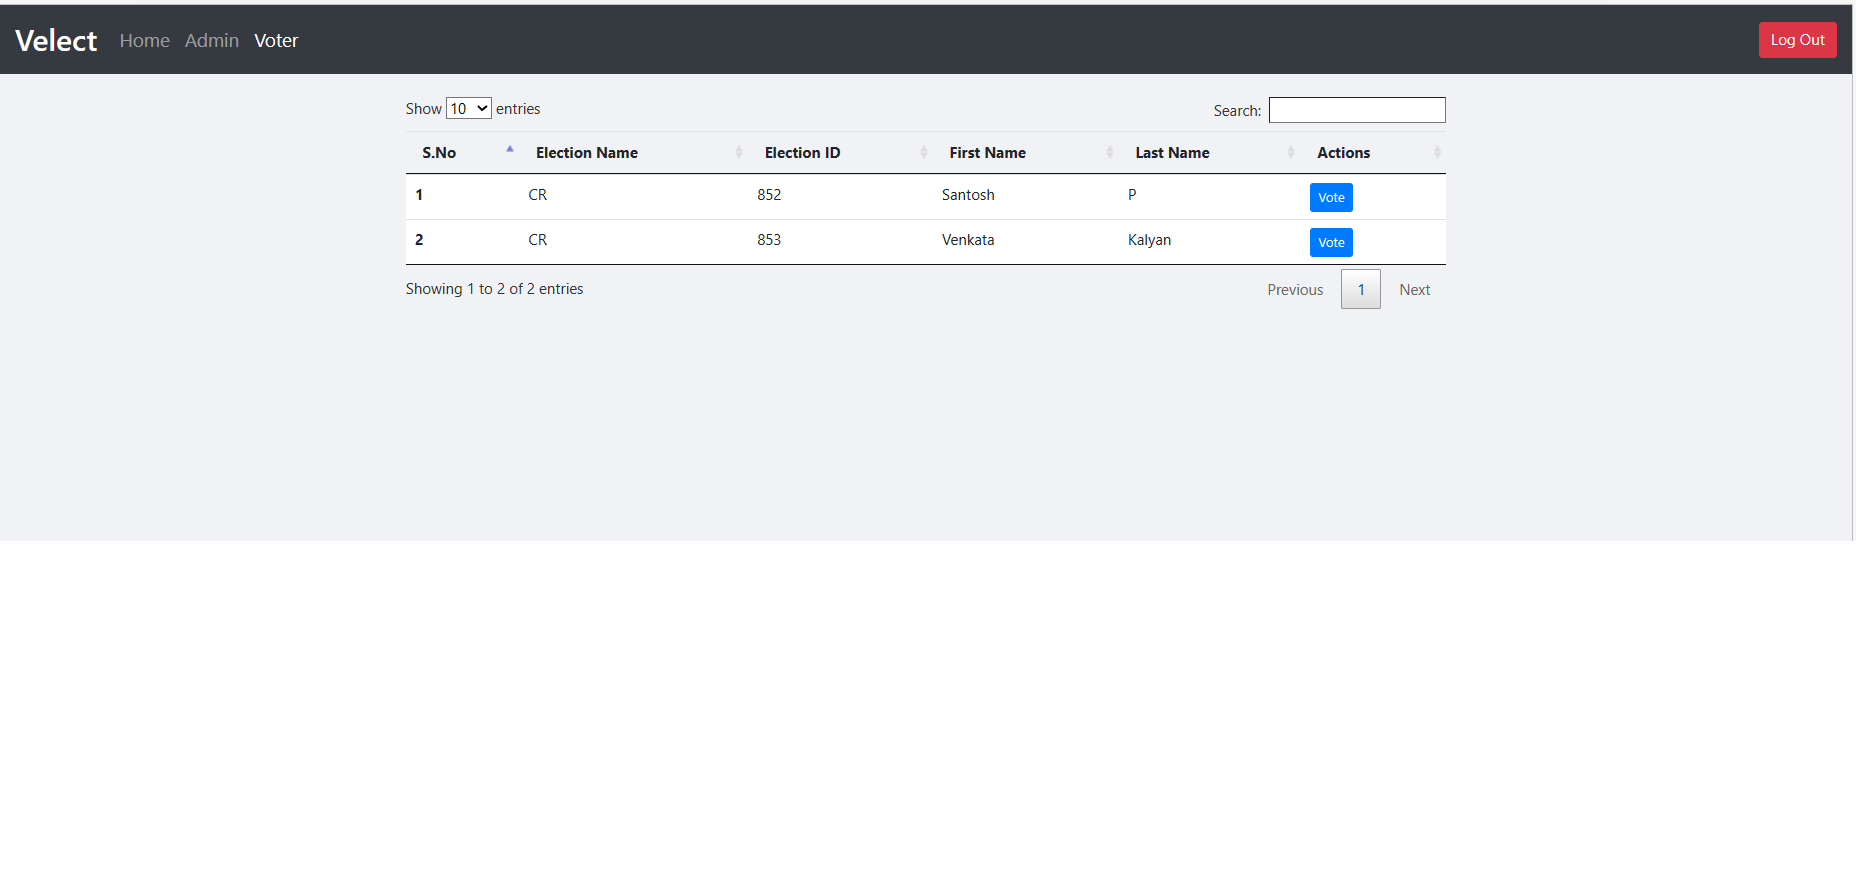 Velect Home Admin Voter Log Out
Show 10 entries Search:
S.No Election Name Election ID First Name Last Name Actions
1 CR 852 Santosh P Vote
2 CR 853 Venkata Kalyan Vote
Showing 1 to 2 of 2 entries Previous 1 Next